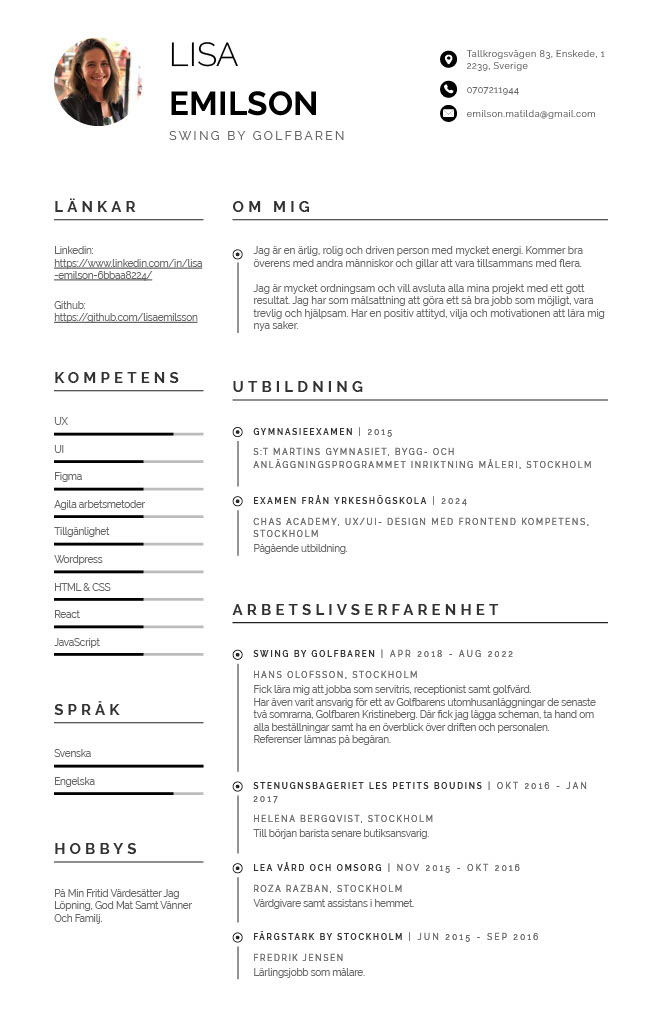 LISA
EMILSON
SWING BY GOLFBAREN
Tallkrogsvägen 83, Enskede, 1
2239, Sverige
0707211944
emilson.matilda@gmail.com
LÄNKAR
Linkedin:
https://www.linkedin.com/in/lisa
-emilson-6bbaa8224/
Github:
https://github.com/lisaemilsson
KOMPETENS
UX
UI
Figma
Agila arbetsmetoder
Tillgänlighet
Wordpress
HTML & CSS
React
JavaScript
SPRÅK
Svenska
Engelska
HOBBYS
På Min Fritid Värdesätter Jag
Löpning, God Mat Samt Vänner
Och Familj.
OM MIG
Jag är en ärlig, rolig och driven person med mycket energi. Kommer bra
överens med andra människor och gillar att vara tillsammans med flera.
Jag är mycket ordningsam och vill avsluta alla mina projekt med ett gott
resultat. Jag har som målsattning att göra ett så bra jobb som möjligt, vara
trevlig och hjälpsam. Har en positiv attityd, vilja och motivationen att lära mig
nya saker.
UTBILDNING
GYMNASIEEXAMEN | 2015
S:T MARTINS GYMNASIET, BYGG- OCH
ANLÄGGNINGSPROGRAMMET INRIKTNING MÅLERI, STOCKHOLM
EXAMEN FRÅN YRKESHÖGSKOLA | 2024
CHAS ACADEMY, UX/UI- DESIGN MED FRONTEND KOMPETENS,
STOCKHOLM
Pågående utbildning.
ARBETSLIVSERFARENHET
SWING BY GOLFBAREN | APR 2018 - AUG 2022
HANS OLOFSSON, STOCKHOLM
Fick lära mig att jobba som servitris, receptionist samt golfvärd.
Har även varit ansvarig för ett av Golfbarens utomhusanläggningar de senaste
två somrarna, Golfbaren Kristineberg. Där fick jag lägga scheman, ta hand om
alla beställningar samt ha en överblick över driften och personalen.
Referenser lämnas på begäran.
STENUGNSBAGERIET LES PETITS BOUDINS | OKT 2016 - JAN
2017
HELENA BERGQVIST, STOCKHOLM
Till början barista senare butiksansvarig.
LEA VÅRD OCH OMSORG | NOV 2015 - OKT 2016
ROZA RAZBAN, STOCKHOLM
Vårdgivare samt assistans i hemmet.
FÄRGSTARK BY STOCKHOLM | JUN 2015 - SEP 2016
FREDRIK JENSEN
Lärlingsjobb som målare.